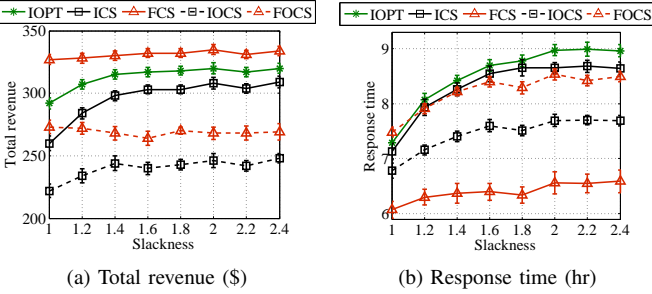 IOPT ICS FCS IOCS FOCS
350
300
250
200
Total revenue
1 1.2 1.4 1.6 1.8 2 2.2 2.4
Slackness
(a) Total revenue ($)
IOPT ICS FCS IOCS FOCS
9
8
7
6
Response time
1 1.2 1.4 1.6 1.8 2 2.2 2.4
Slackness
(b) Response time (hr)